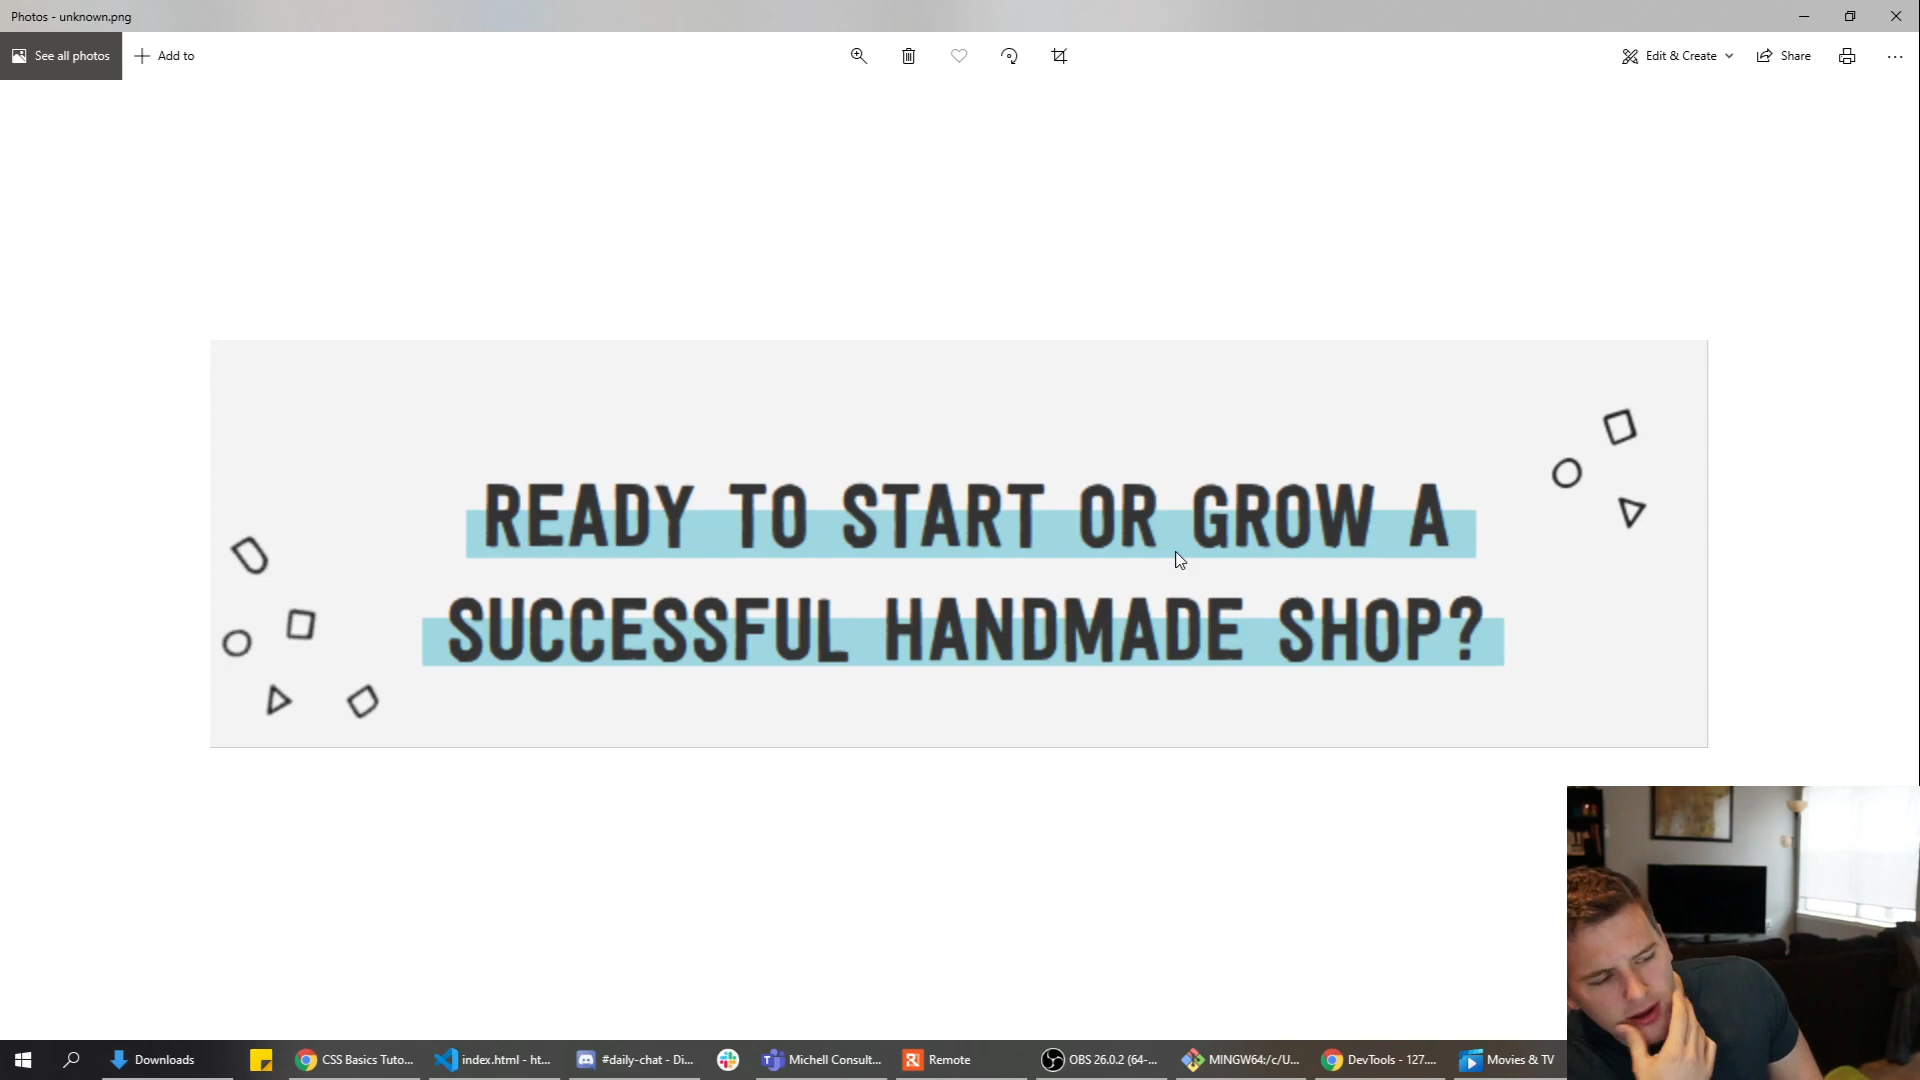 Photos - unknown.png
See all photos
Add to
Edit & Create
Share
READY TO START OR GROW A
SUCCESSFUL HANDMADE SHOP?
Downloads
CSS Basics Tuto...
index.html - ht...
#daily-chat - Di...
Michell Consult...
Remote
OBS 26.0.2 (64-...
MINGW64:/c/U...
DevTools - 127....
Movies & TV